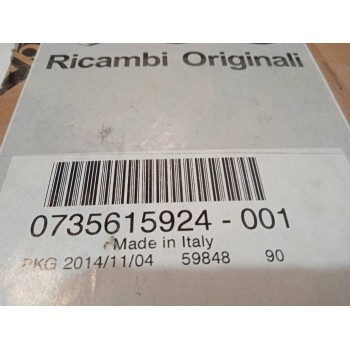 Ricambi Originali
0735615924 - 001
Made in Italy
PKG 2014/11/04 59848 90